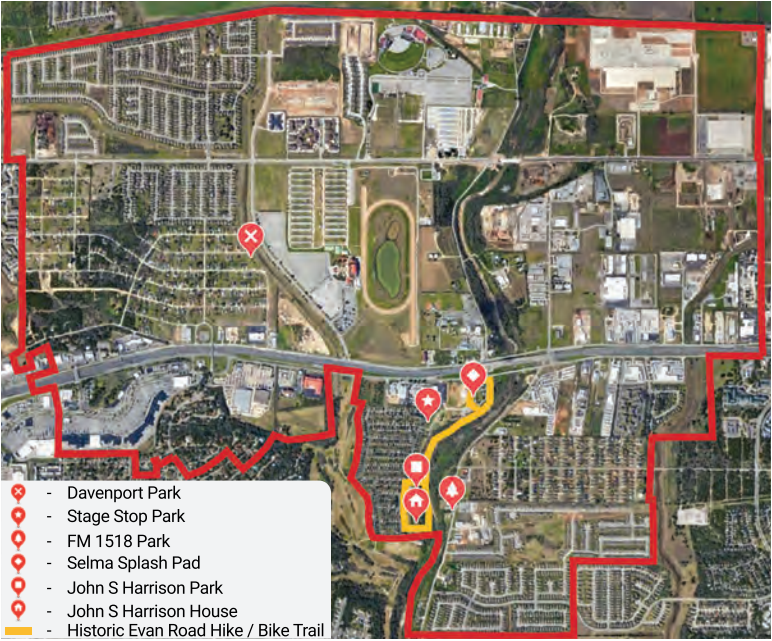 - Davenport Park
- Stage Stop Park
- FM 1518 Park
- Selma Splash Pad
- John S Harrison Park
- John S Harrison House
- Historic Evan Road Hike / Bike Trail